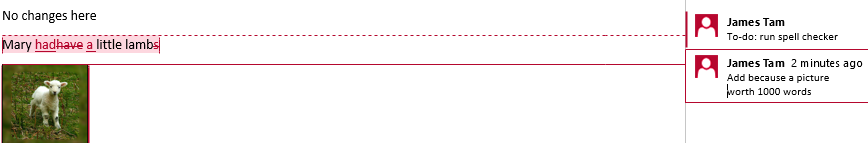 No changes here
Mary hadhave a little lambs
James Tam
To-do: run spell checker
James Tam 2 minutes ago
Add because a picture
worth 1000 words